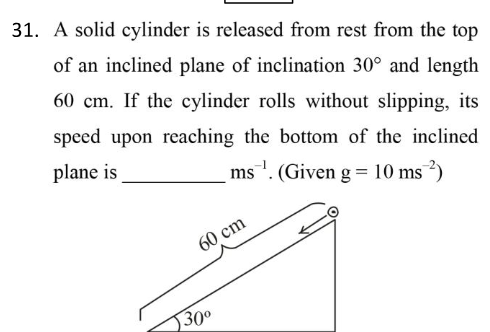 31. A solid cylinder is released from rest from the top
of an inclined plane of inclination 30° and length
60 cm. If the cylinder rolls without slipping, its
speed upon reaching the bottom of the inclined
plane is __________ ms⁻¹. (Given g = 10 ms⁻²)
60 cm
30°